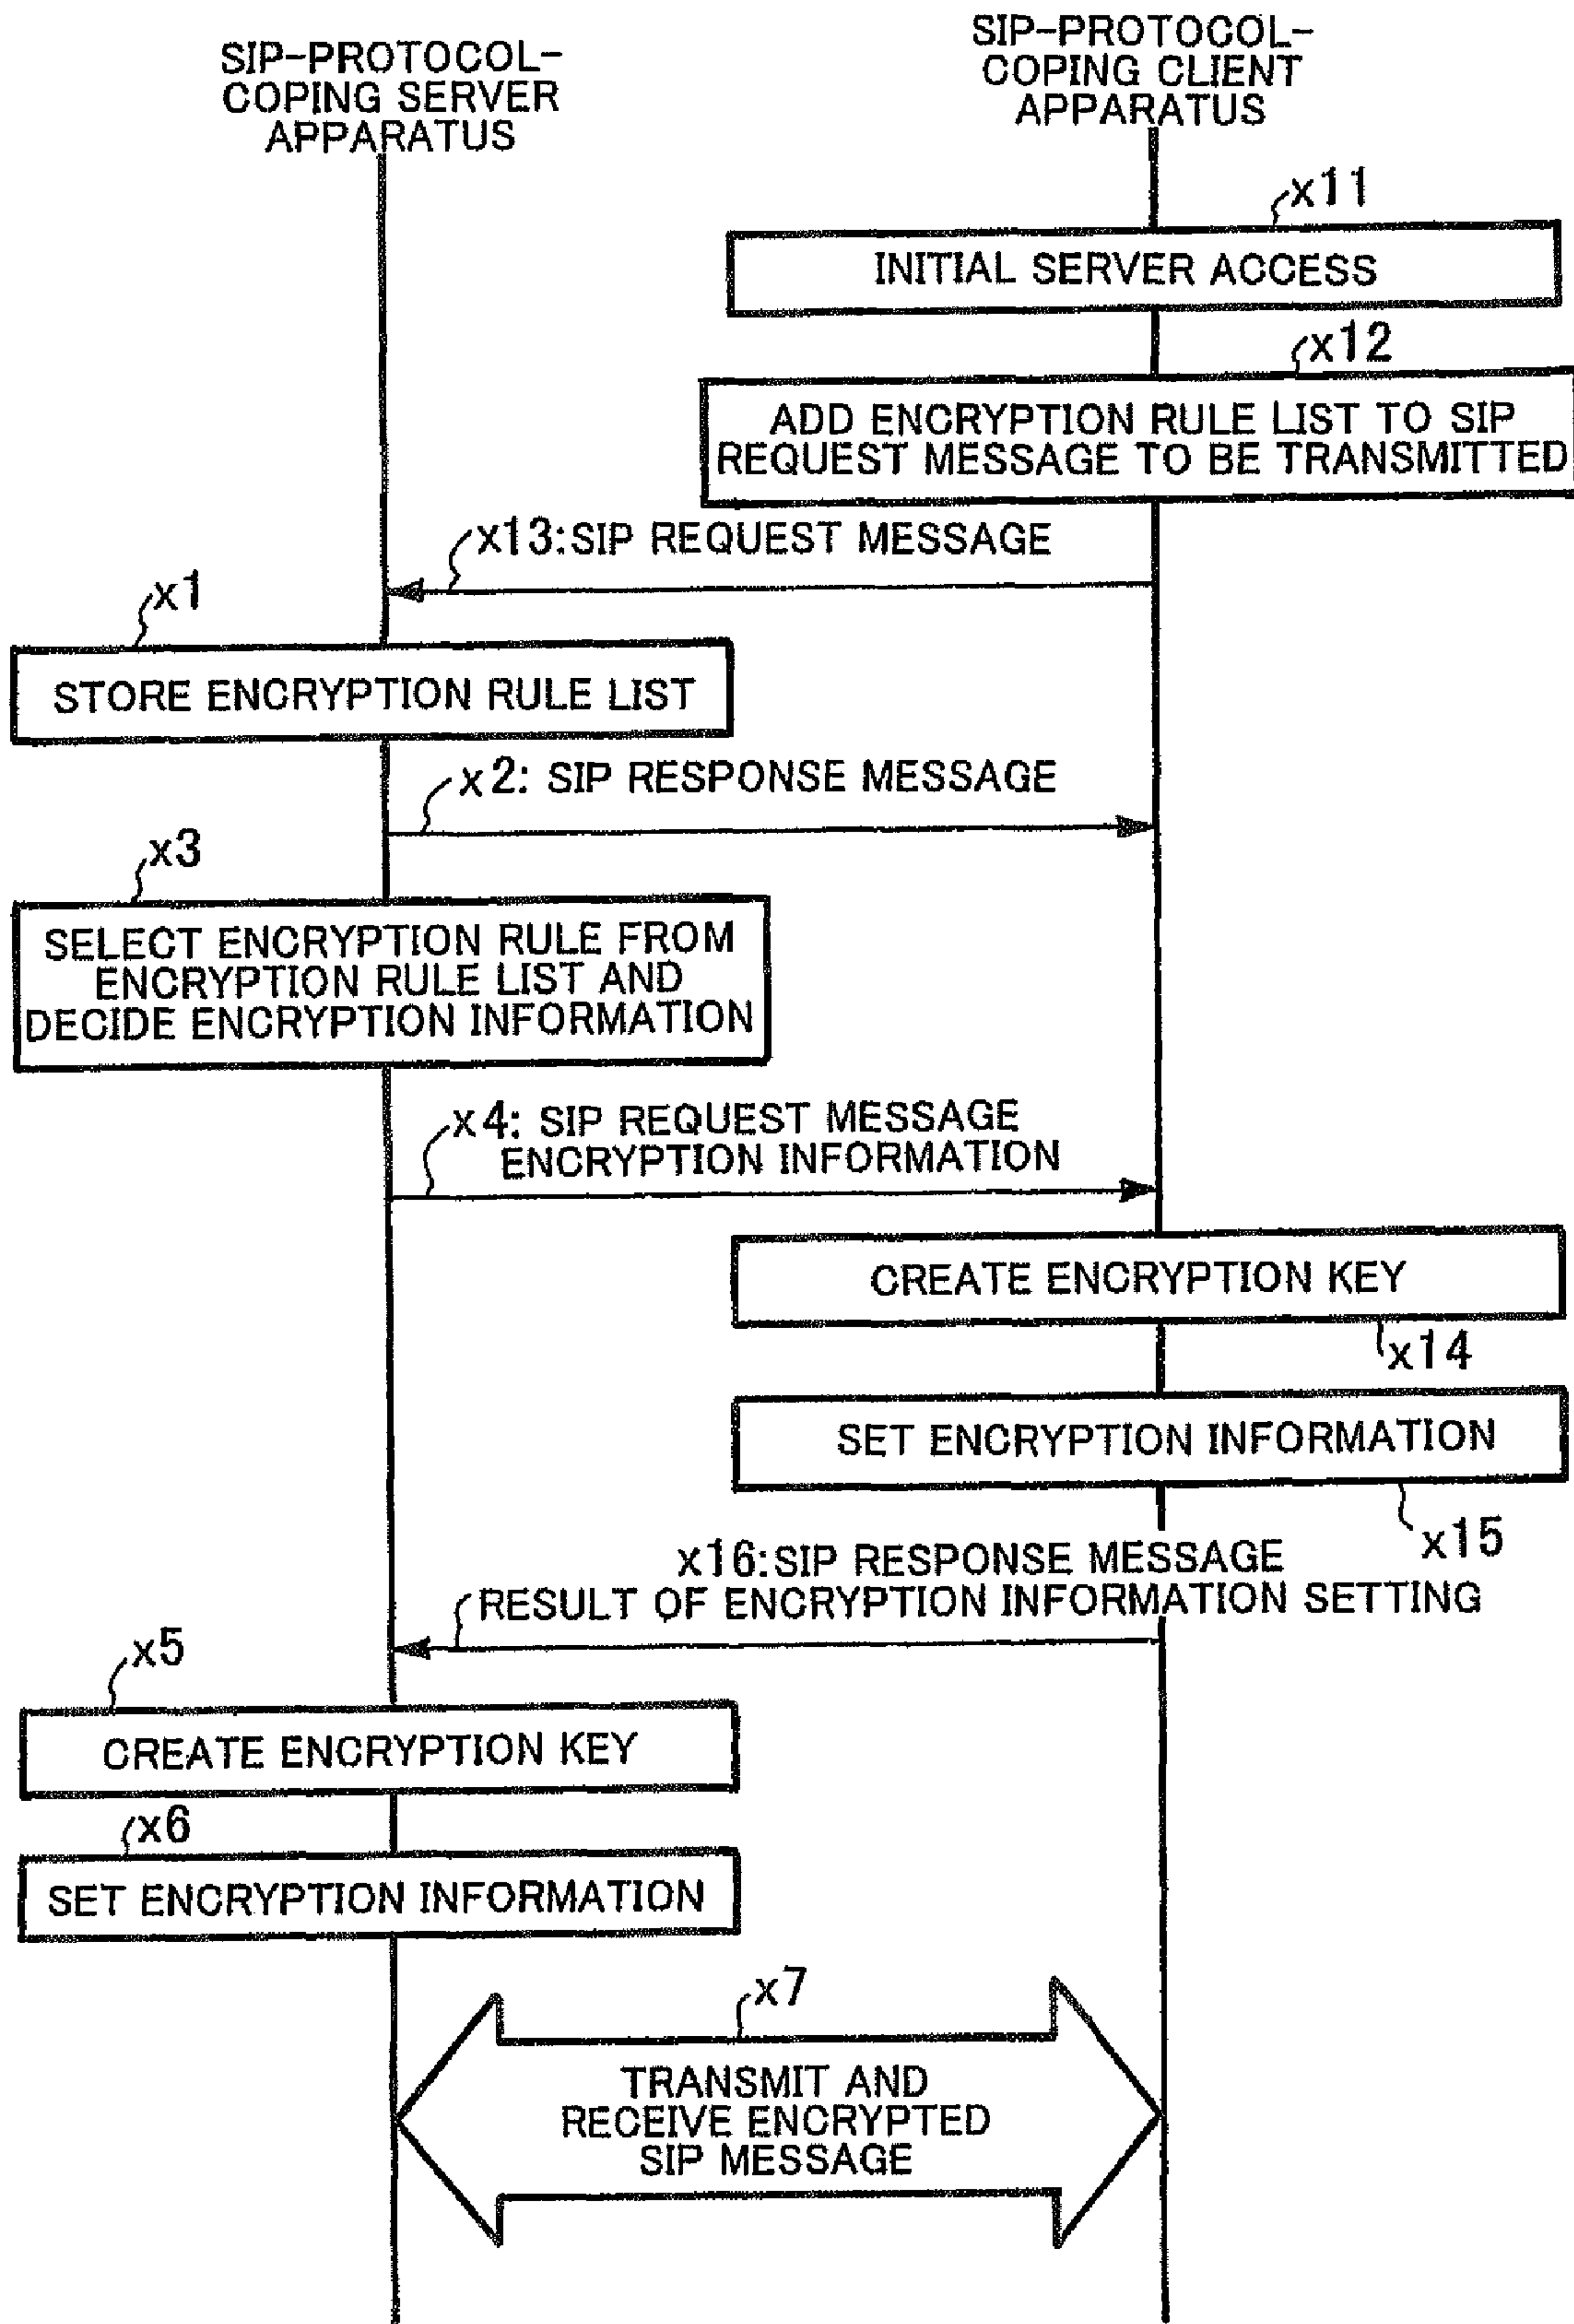 SIP-PROTOCOL-
COPING SERVER
APPARATUS
SIP-PROTOCOL-
COPING CLIENT
APPARATUS
x11
INITIAL SERVER ACCESS
x12
ADD ENCRYPTION RULE LIST TO SIP
REQUEST MESSAGE TO BE TRANSMITTED
x13:SIP REQUEST MESSAGE
x1
STORE ENCRYPTION RULE LIST
x2: SIP RESPONSE MESSAGE
x3
SELECT ENCRYPTION RULE FROM
ENCRYPTION RULE LIST AND
DECIDE ENCRYPTION INFORMATION
x4: SIP REQUEST MESSAGE
ENCRYPTION INFORMATION
CREATE ENCRYPTION KEY
x14
SET ENCRYPTION INFORMATION
x15
x16:SIP RESPONSE MESSAGE
RESULT OF ENCRYPTION INFORMATION SETTING
x5
CREATE ENCRYPTION KEY
x6
SET ENCRYPTION INFORMATION
x7
TRANSMIT AND
RECEIVE ENCRYPTED
SIP MESSAGE